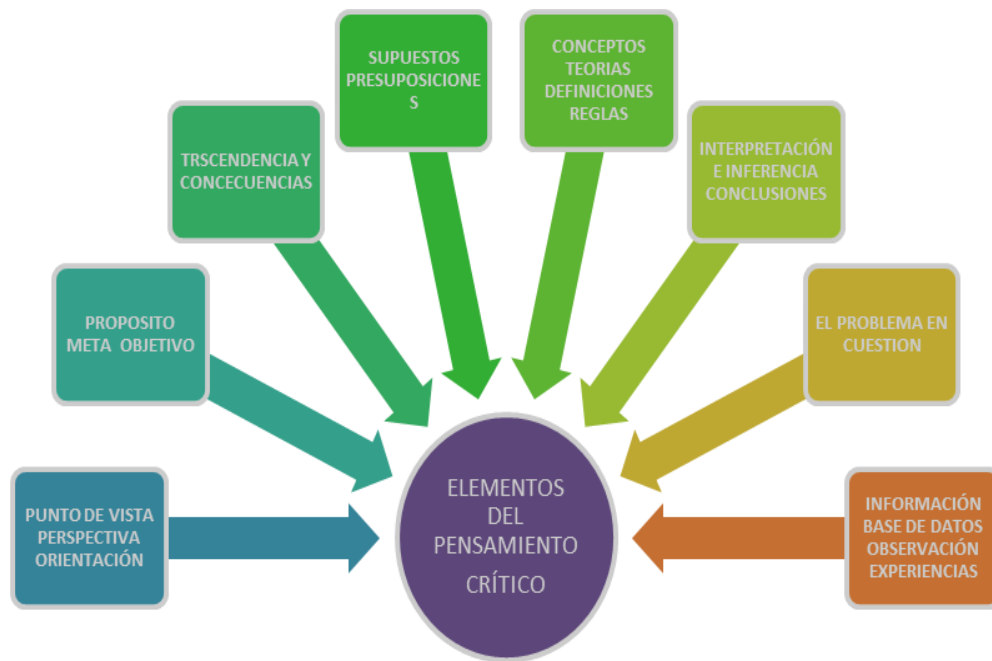 PUNTO DE VISTA
PERSPECTIVA
ORIENTACIÓN
PROPOSITO
META OBJETIVO
TRSCENDENCIA Y
CONCECUENCIAS
SUPUESTOS
PRESUPOSICIONE
S
CONCEPTOS
TEORIAS
DEFINICIONES
REGLAS
INTERPRETACIÓN
E INFERENCIA
CONCLUSIONES
EL PROBLEMA EN
CUESTION
INFORMACIÓN
BASE DE DATOS
OBSERVACIÓN
EXPERIENCIAS
ELEMENTOS
DEL
PENSAMIENTO
CRÍTICO